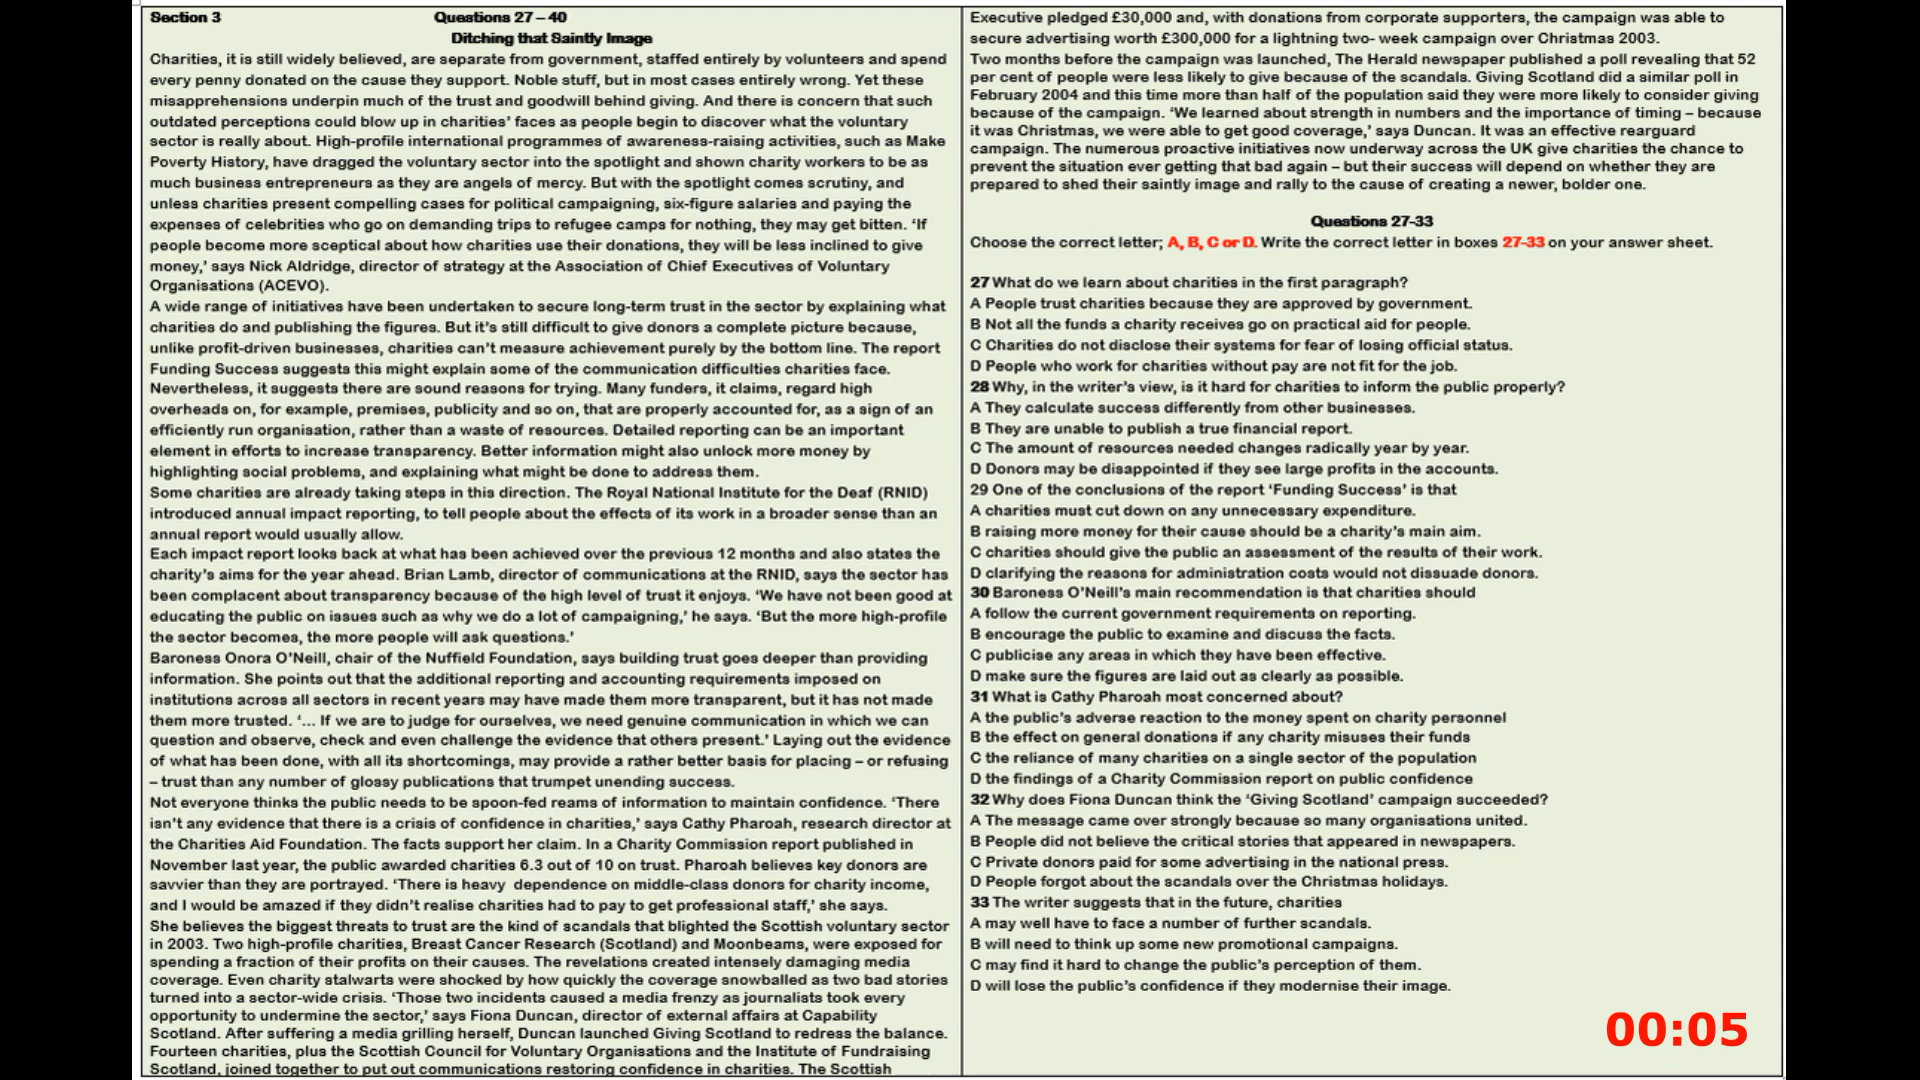 Section 3 Questions 27 – 40
Ditching that Saintly Image
Charities, it is still widely believed, are separate from government, staffed entirely by volunteers and spend
every penny donated on the cause they support. Noble stuff, but in most cases entirely wrong. Yet these
misapprehensions underpin much of the trust and goodwill behind giving. And there is concern that such
outdated perceptions could blow up in charities' faces as people begin to discover what the voluntary
sector is really about. High-profile international programmes of awareness-raising activities, such as Make
Poverty History, have dragged the voluntary sector into the spotlight and shown charity workers to be as
much business entrepreneurs as they are angels of mercy. But with the spotlight comes scrutiny, and
unless charities present compelling cases for political campaigning, six-figure salaries and paying the
expenses of celebrities who go on demanding trips to refugee camps for nothing, they may get bitten. 'If
people become more sceptical about how charities use their donations, they will be less inclined to give
money,' says Nick Aldridge, director of strategy at the Association of Chief Executives of Voluntary
Organisations (ACEVO).
A wide range of initiatives have been undertaken to secure long-term trust in the sector by explaining what
charities do and publishing the figures. But it's still difficult to give donors a complete picture because,
unlike profit-driven businesses, charities can't measure achievement purely by the bottom line. The report
Funding Success suggests this might explain some of the communication difficulties charities face.
Nevertheless, it suggests there are sound reasons for trying. Many funders, it claims, regard high
overheads on, for example, premises, publicity and so on, that are properly accounted for, as a sign of an
efficiently run organisation, rather than a waste of resources. Detailed reporting can be an important
element in efforts to increase transparency. Better information might also unlock more money by
highlighting social problems, and explaining what might be done to address them.
Some charities are already taking steps in this direction. The Royal National Institute for the Deaf (RNID)
introduced annual impact reporting, to tell people about the effects of its work in a broader sense than an
annual report would usually allow.
Each impact report looks back at what has been achieved over the previous 12 months and also states the
charity's aims for the year ahead. Brian Lamb, director of communications at the RNID, says the sector has
been complacent about transparency because of the high level of trust it enjoys. 'We have not been good at
educating the public on issues such as why we do a lot of campaigning,' he says. 'But the more high-profile
the sector becomes, the more people will ask questions.'
Baroness Onora O'Neill, chair of the Nuffield Foundation, says building trust goes deeper than providing
information. She points out that the additional reporting and accounting requirements imposed on
institutions across all sectors in recent years may have made them more transparent, but it has not made
them more trusted. '... If we are to judge for ourselves, we need genuine communication in which we can
question and observe, check and even challenge the evidence that others present.' Laying out the evidence
of what has been done, with all its shortcomings, may provide a rather better basis for placing – or refusing
– trust than any number of glossy publications that trumpet unending success.
Not everyone thinks the public needs to be spoon-fed reams of information to maintain confidence. 'There
isn't any evidence that there is a crisis of confidence in charities,' says Cathy Pharoah, research director at
the Charities Aid Foundation. The facts support her claim. In a Charity Commission report published in
November last year, the public awarded charities 6.3 out of 10 on trust. Pharoah believes key donors are
savvier than they are portrayed. 'There is heavy dependence on middle-class donors for charity income,
and I would be amazed if they didn't realise charities had to pay to get professional staff,' she says.
She believes the biggest threats to trust are the kind of scandals that blighted the Scottish voluntary sector
in 2003. Two high-profile charities, Breast Cancer Research (Scotland) and Moonbeams, were exposed for
spending a fraction of their profits on their causes. The revelations created intensely damaging media
coverage. Even charity stalwarts were shocked by how quickly the coverage snowballed as two bad stories
turned into a sector-wide crisis. 'Those two incidents caused a media frenzy as journalists took every
opportunity to undermine the sector,' says Fiona Duncan, director of external affairs at Capability
Scotland. After suffering a media grilling herself, Duncan launched Giving Scotland to redress the balance.
Fourteen charities, plus the Scottish Council for Voluntary Organisations and the Institute of Fundraising
Scotland, joined together to put out communications restoring confidence in charities. The Scottish
Executive pledged £30,000 and, with donations from corporate supporters, the campaign was able to
secure advertising worth £300,000 for a lightning two- week campaign over Christmas 2003.
Two months before the campaign was launched, The Herald newspaper published a poll revealing that 52
per cent of people were less likely to give because of the scandals. Giving Scotland did a similar poll in
February 2004 and this time more than half of the population said they were more likely to consider giving
because of the campaign. 'We learned about strength in numbers and the importance of timing – because
it was Christmas, we were able to get good coverage,' says Duncan. It was an effective rearguard
campaign. The numerous proactive initiatives now underway across the UK give charities the chance to
prevent the situation ever getting that bad again – but their success will depend on whether they are
prepared to shed their saintly image and rally to the cause of creating a newer, bolder one.
Questions 27-33
Choose the correct letter; A, B, C or D. Write the correct letter in boxes 27-33 on your answer sheet.
27 What do we learn about charities in the first paragraph?
A People trust charities because they are approved by government.
B Not all the funds a charity receives go on practical aid for people.
C Charities do not disclose their systems for fear of losing official status.
D People who work for charities without pay are not fit for the job.
28 Why, in the writer's view, is it hard for charities to inform the public properly?
A They calculate success differently from other businesses.
B They are unable to publish a true financial report.
C The amount of resources needed changes radically year by year.
D Donors may be disappointed if they see large profits in the accounts.
29 One of the conclusions of the report 'Funding Success' is that
A charities must cut down on any unnecessary expenditure.
B raising more money for their cause should be a charity's main aim.
C charities should give the public an assessment of the results of their work.
D clarifying the reasons for administration costs would not dissuade donors.
30 Baroness O'Neill's main recommendation is that charities should
A follow the current government requirements on reporting.
B encourage the public to examine and discuss the facts.
C publicise any areas in which they have been effective.
D make sure the figures are laid out as clearly as possible.
31 What is Cathy Pharoah most concerned about?
A the public's adverse reaction to the money spent on charity personnel
B the effect on general donations if any charity misuses their funds
C the reliance of many charities on a single sector of the population
D the findings of a Charity Commission report on public confidence
32 Why does Fiona Duncan think the 'Giving Scotland' campaign succeeded?
A The message came over strongly because so many organisations united.
B People did not believe the critical stories that appeared in newspapers.
C Private donors paid for some advertising in the national press.
D People forgot about the scandals over the Christmas holidays.
33 The writer suggests that in the future, charities
A may well have to face a number of further scandals.
B will need to think up some new promotional campaigns.
C may find it hard to change the public's perception of them.
D will lose the public's confidence if they modernise their image.
00:05